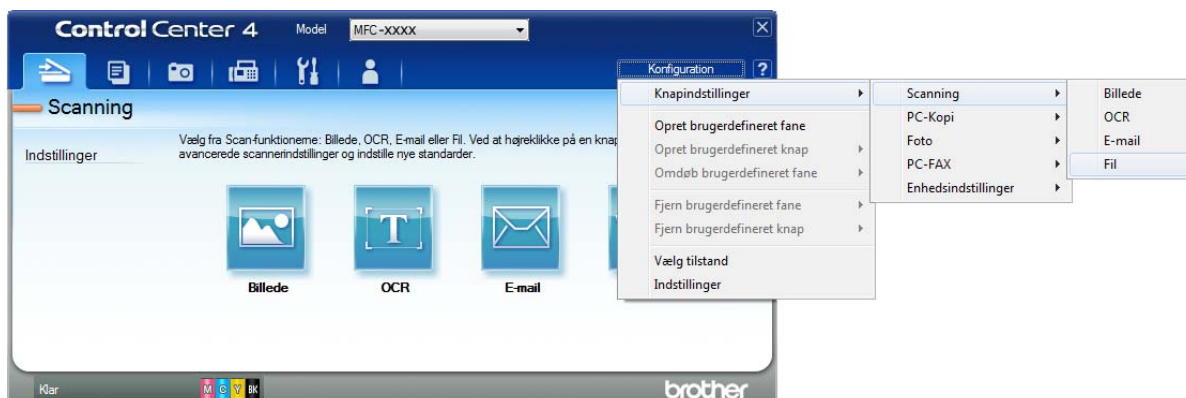 ControlCenter 4 Model MFC-XXXX
Konfiguration ?
Scanning
Indstillinger
Vælg fra Scan-funktionerne: Billede, OCR, E-mail eller Fil. Ved at højreklikke på en knap
avancerede scannerindstillinger og indstille nye standarder.
Billede
OCR
E-mail
Knapindstillinger
Opret brugerdefineret fane
Opret brugerdefineret knap
Omdøb brugerdefineret fane
Fjern brugerdefineret fane
Fjern brugerdefineret knap
Vælg tilstand
Indstillinger
Scanning
PC-Kopi
Foto
PC-FAX
Enhedsindstillinger
Billede
OCR
E-mail
Fil
Klar
M C Y BK
brother